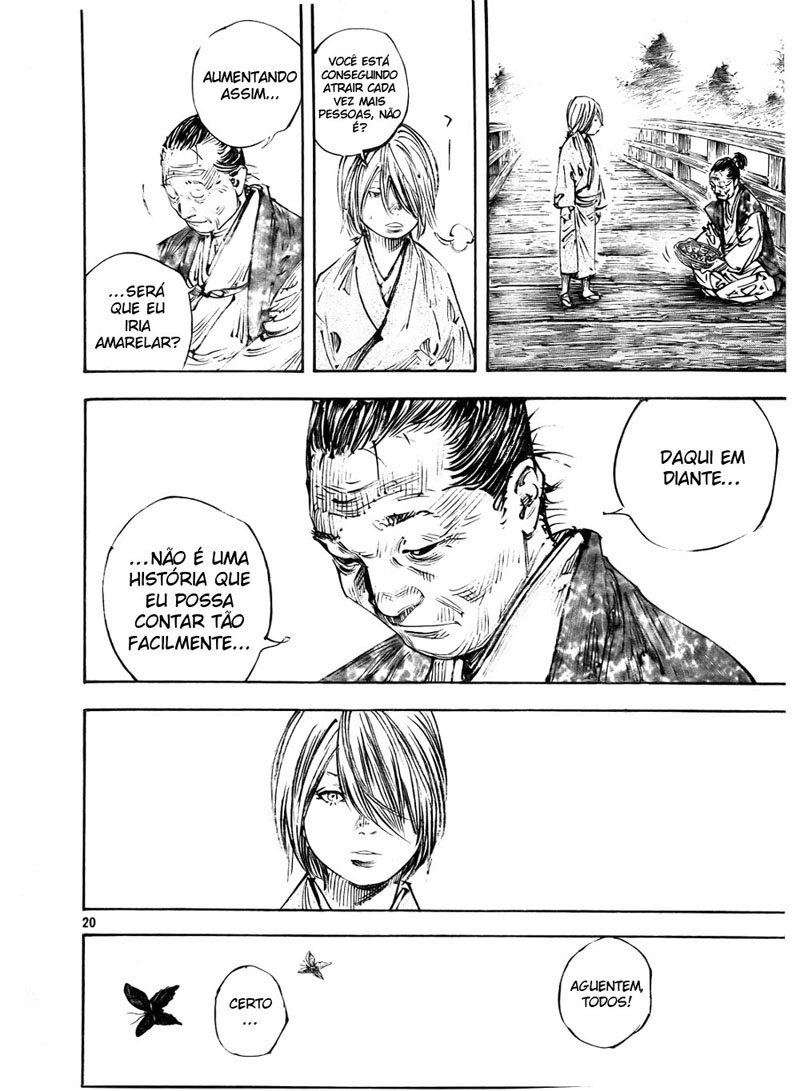 VOCÊ ESTÁ
CONSEGUINDO
ATRAIR CADA
VEZ MAIS
PESSOAS, NÃO
É?
AUMENTANDO
ASSIM...
...SERÁ
QUE EU
IRIA
AMARELAR?
DAQUI EM
DIANTE...
...NÃO É UMA
HISTÓRIA QUE
EU POSSA
CONTAR TÃO
FACILMENTE...
20
AGUENTEM,
TODOS!
CERTO
...